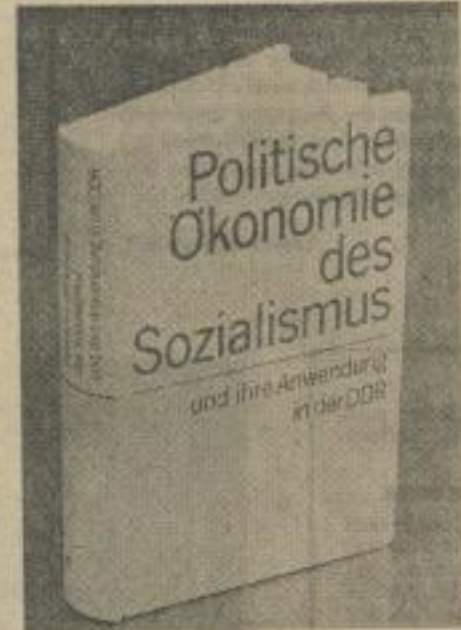 Politische
Ökonomie
des
Sozialismus
und ihre Anwendung
in der DDR